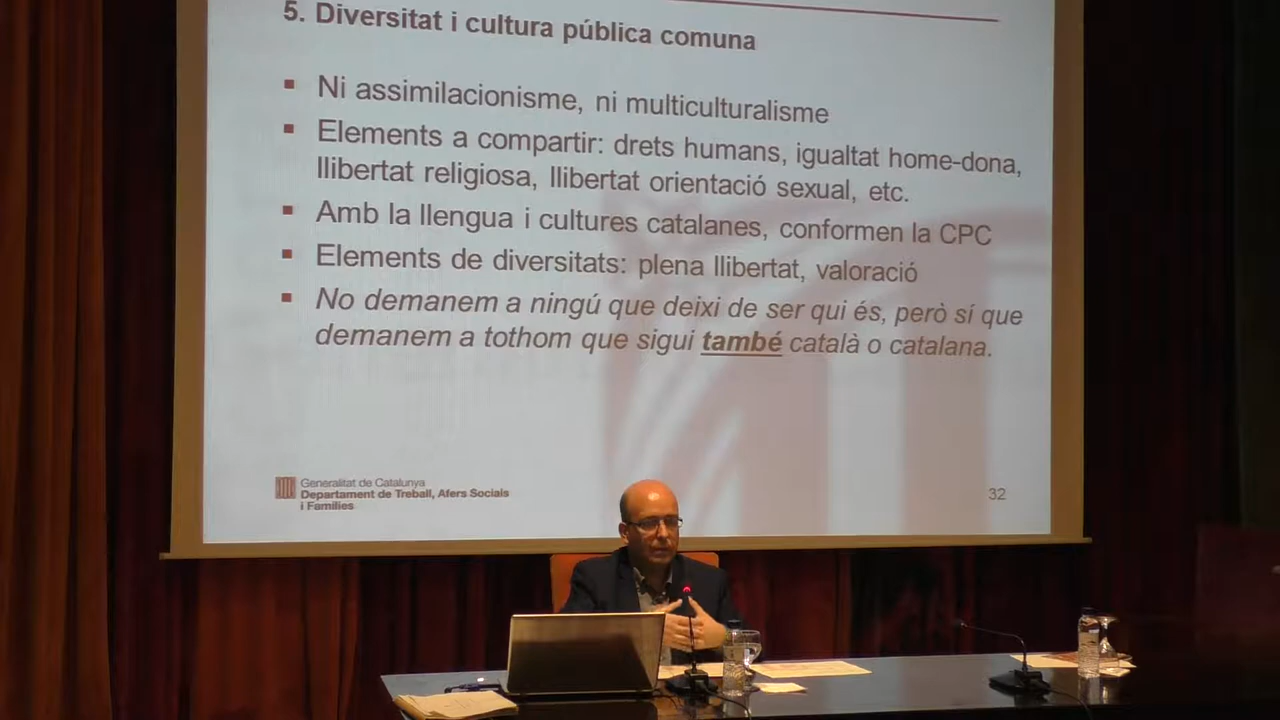 5. Diversitat i cultura pública comuna
▪ Ni assimilacionisme, ni multiculturalisme
▪ Elements a compartir: drets humans, igualtat home-dona,
llibertat religiosa, llibertat orientació sexual, etc.
▪ Amb la llengua i cultures catalanes, conformen la CPC
▪ Elements de diversitats: plena llibertat, valoració
▪ No demanem a ningú que deixi de ser qui és, però sí que
demanem a tothom que sigui també català o catalana.
Generalitat de Catalunya
Departament de Treball, Afers Socials
i Famílies
32